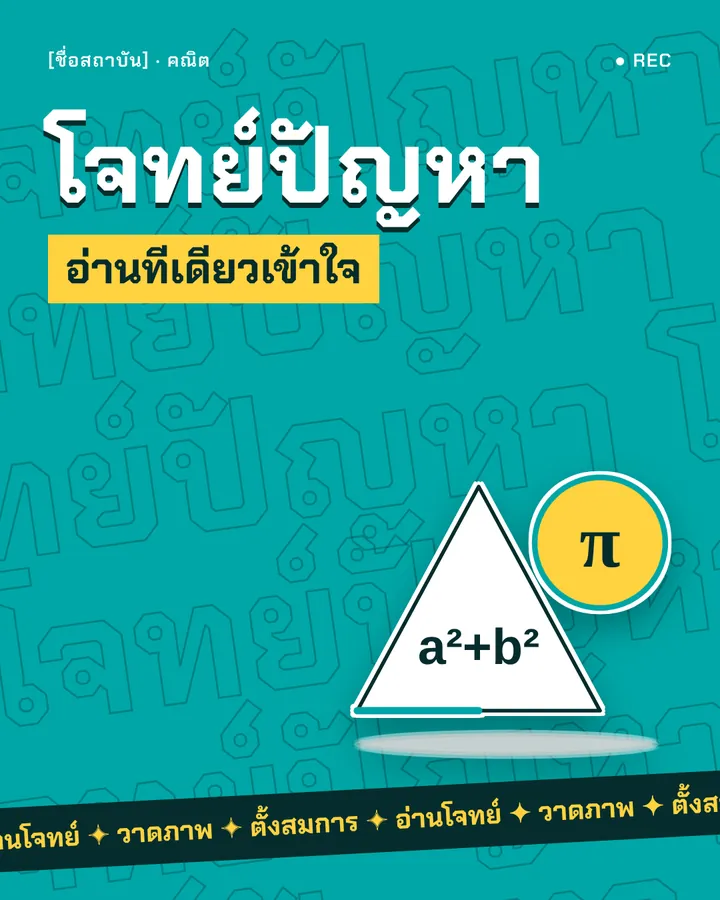 [ชื่อสถาบัน] · คณิต
● REC
โจทย์ปัญหา
อ่านทีเดียวเข้าใจ
π
a²+b²
านโจทย์ ✦ วาดภาพ ✦ ตั้งสมการ ✦ อ่านโจทย์ ✦ วาดภาพ ✦ ตั้งส